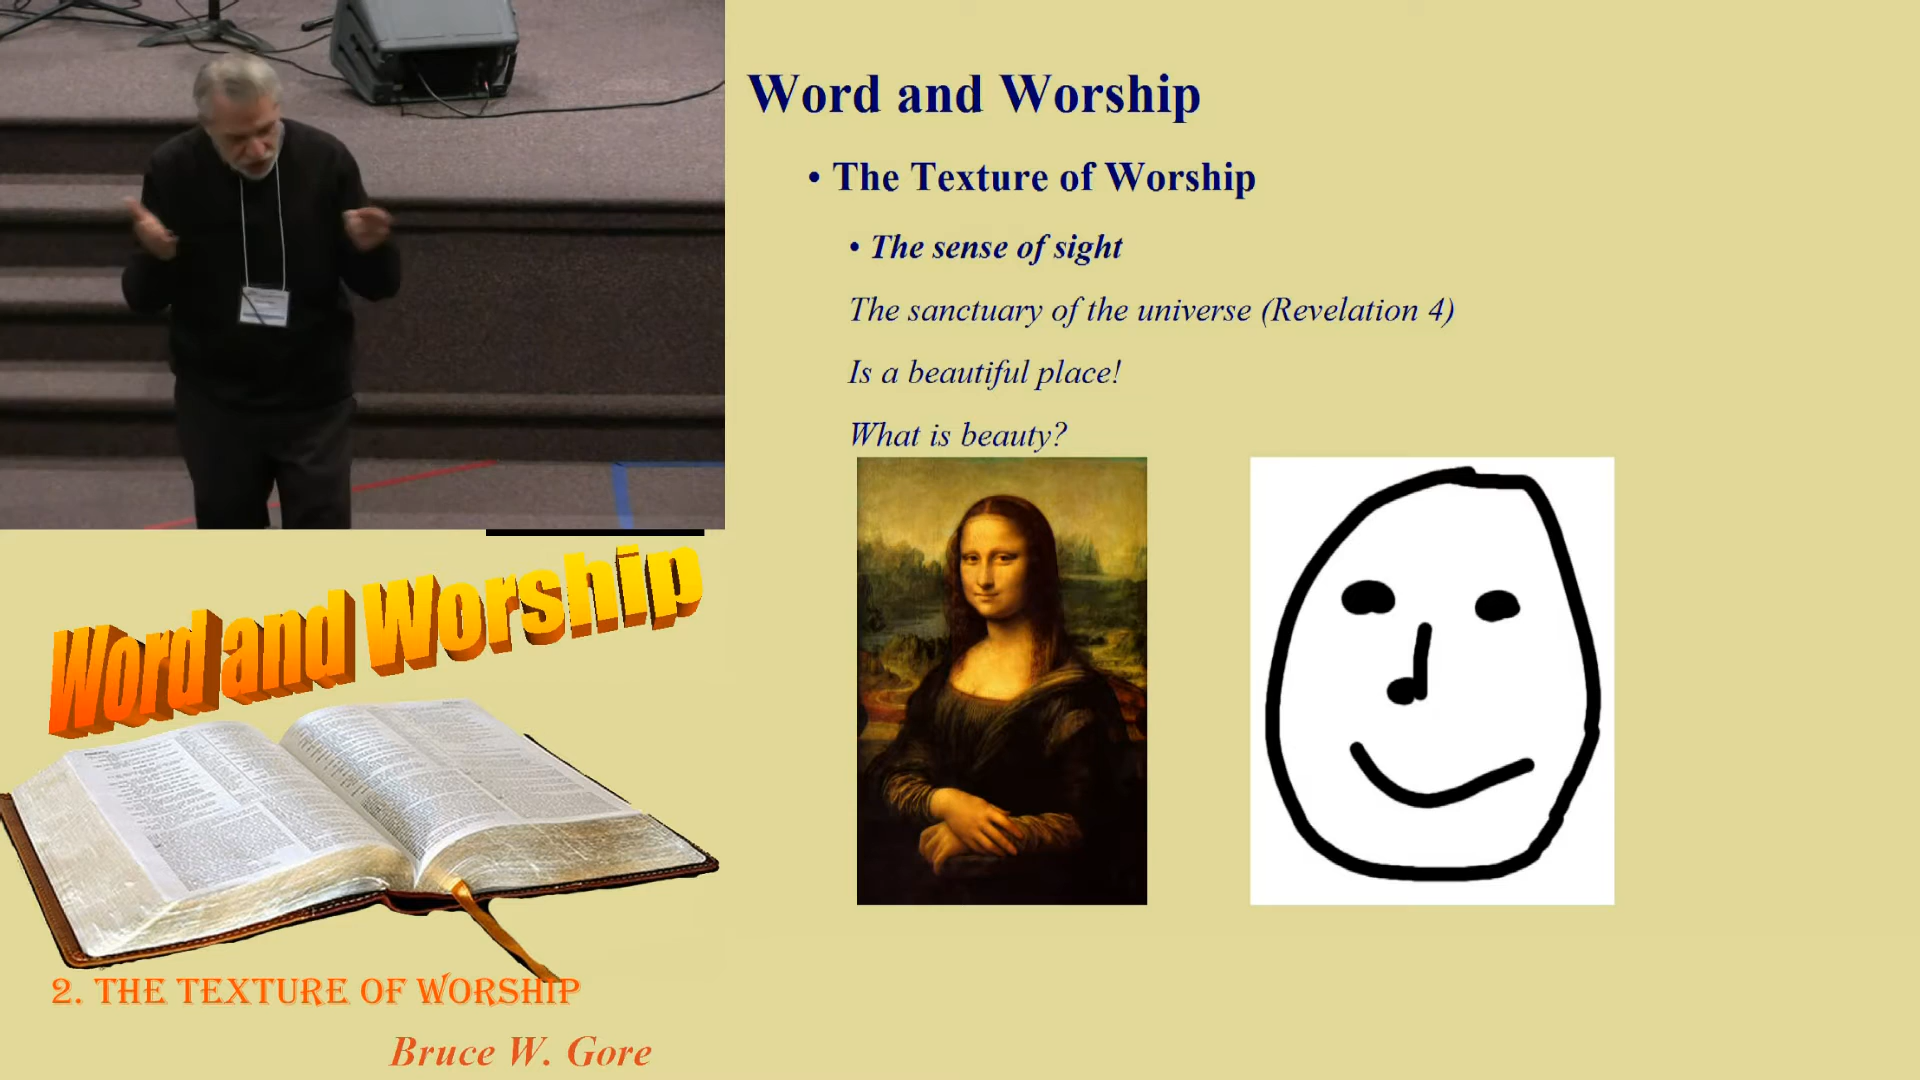 Word and Worship
• The Texture of Worship
• The sense of sight
The sanctuary of the universe (Revelation 4)
Is a beautiful place!
What is beauty?
Word and Worship
2. THE TEXTURE OF WORSHIP
Bruce W. Gore